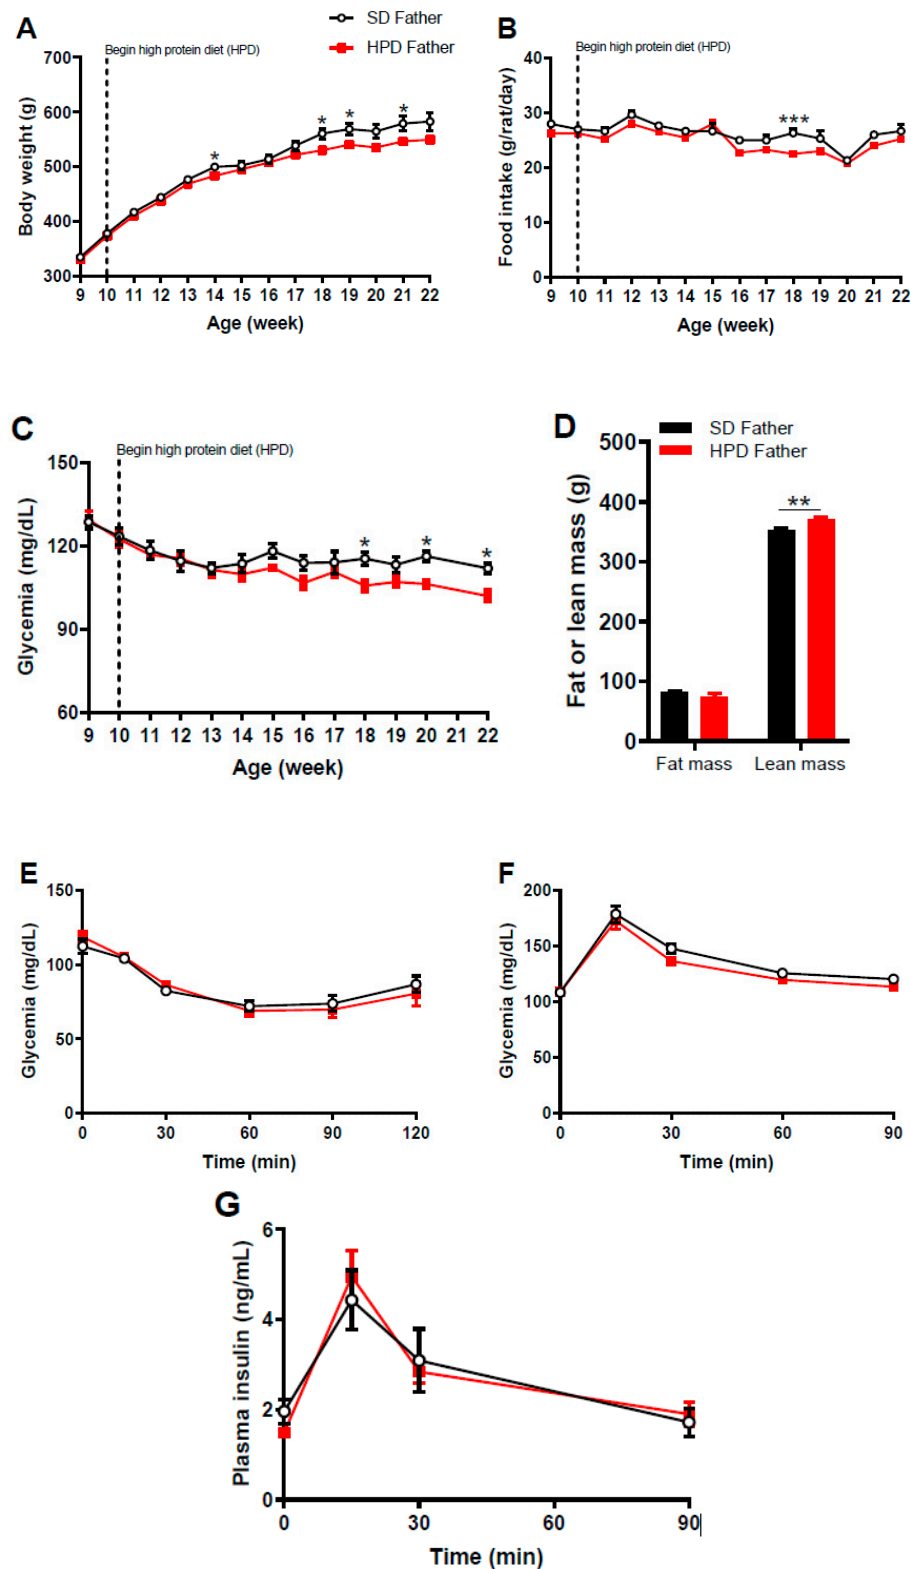 A
SD Father
HPD Father
Begin high protein diet (HPD)
Body weight (g)
700
600
500
400
300
* * * *
9 10 11 12 13 14 15 16 17 18 19 20 21 22
Age (week)
B
Begin high protein diet (HPD)
Food intake (g/rat/day)
40
30
20
10
0
***
9 10 11 12 13 14 15 16 17 18 19 20 21 22
Age (week)
C
Begin high protein diet (HPD)
Glycemia (mg/dL)
150
120
90
60
* * *
9 10 11 12 13 14 15 16 17 18 19 20 21 22
Age (week)
D
SD Father
HPD Father
Fat or lean mass (g)
500
400
300
200
100
0
**
Fat mass Lean mass
E
Glycemia (mg/dL)
150
100
50
0
0 30 60 90 120
Time (min)
F
Glycemia (mg/dL)
200
150
100
50
0
0 30 60 90
Time (min)
G
Plasma insulin (ng/mL)
6
4
2
0
0 30 60 90
Time (min)